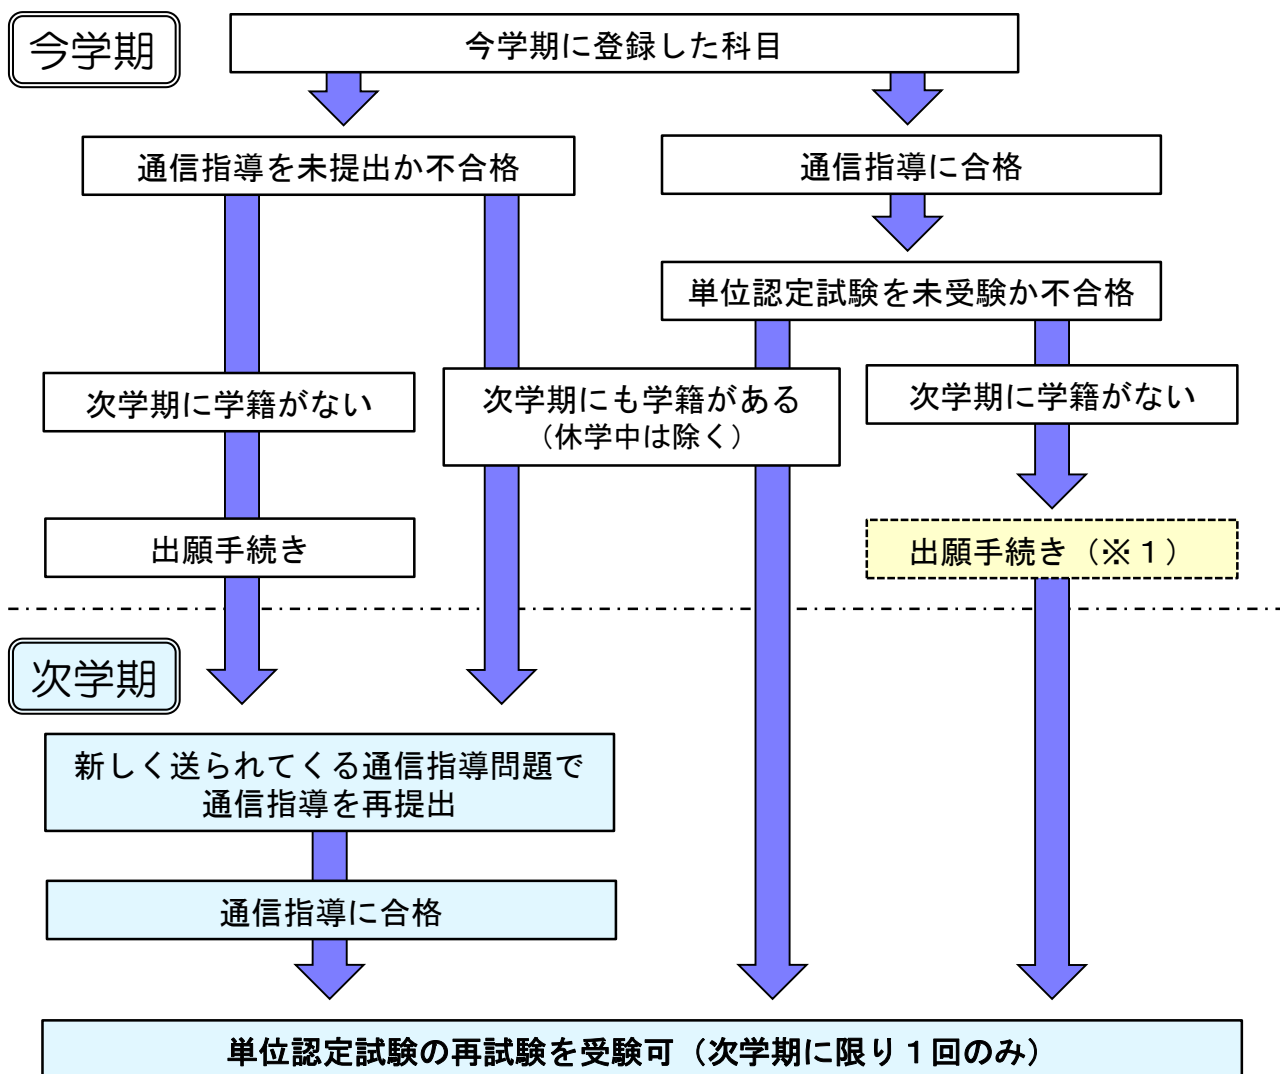 今学期
今学期に登録した科目
通信指導を未提出か不合格
通信指導に合格
単位認定試験を未受験か不合格
次学期に学籍がない
次学期にも学籍がある
（休学中は除く）
次学期に学籍がない
出願手続き
出願手続き（※１）
次学期
新しく送られてくる通信指導問題で
通信指導を再提出
通信指導に合格
単位認定試験の再試験を受験可（次学期に限り１回のみ）